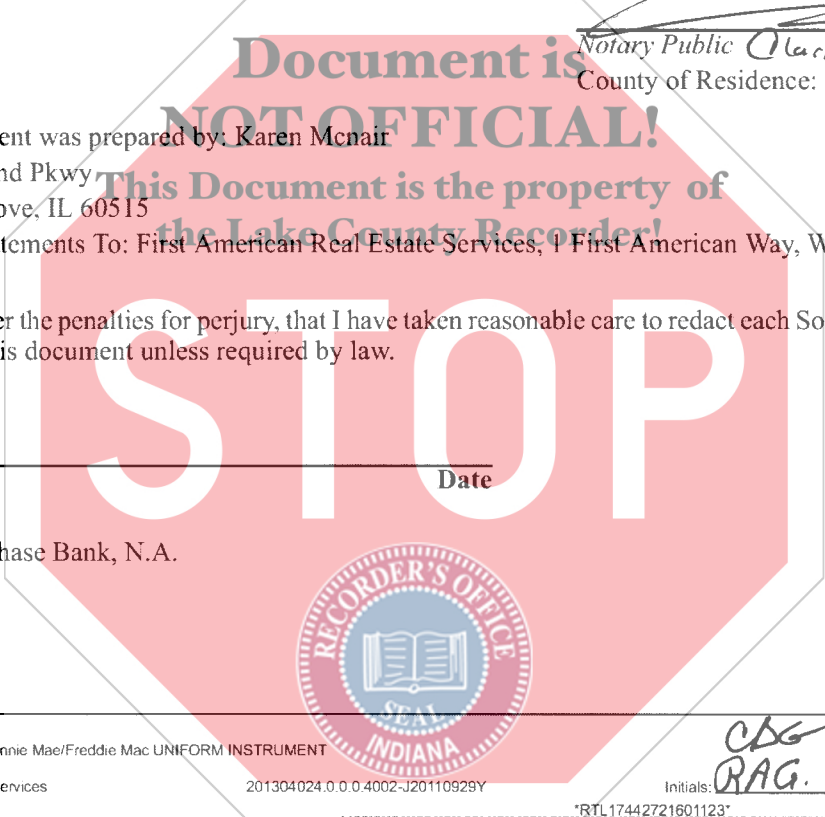 Notary Public
County of Residence:
Document is
NOT OFFICIAL!
This Document is the property of
the Lake County Recorder!
ent was prepared by: Karen Mcnair
nd Pkwy
ove, IL 60515
tements To: First American Real Estate Services, 1 First American Way, W
er the penalties for perjury, that I have taken reasonable care to redact each So
is document unless required by law.
STOP
Date
hase Bank, N.A.
RECORDER'S OFFICE
SEAL
INDIANA
nnie Mae/Freddie Mac UNIFORM INSTRUMENT
ervices
201304024.0.0.0.4002-J20110929Y
Initials: CDG
RAG.
*RTL17442721601123*